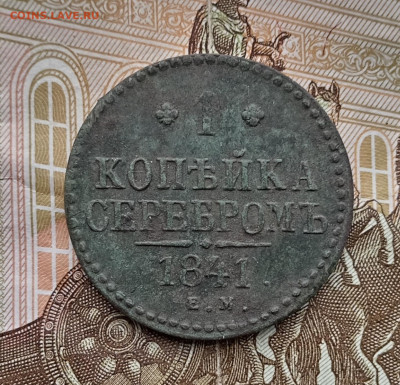 COINS.LAVE.RU
1
КОПѢЙКА
СЕРЕБРОМЪ
1841.
Е.М.